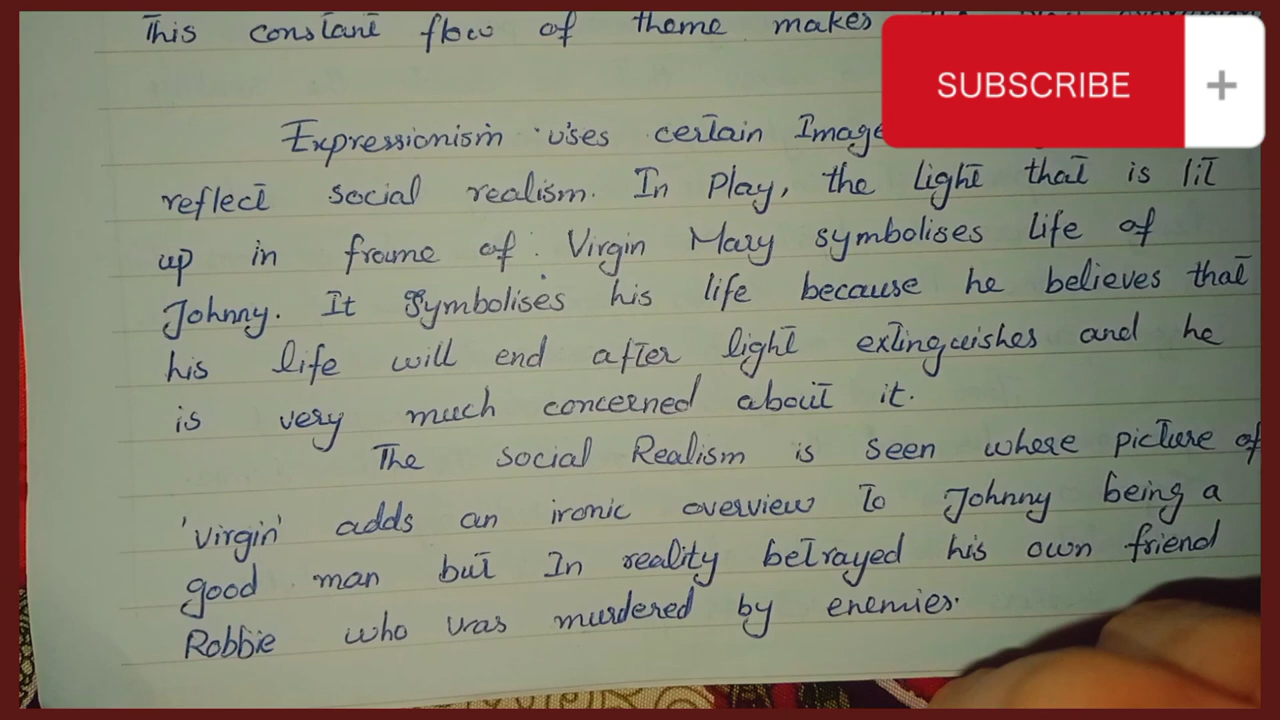 This constant flow of theme makes
SUBSCRIBE +
Expressionism uses certain Image
reflect social realism. In Play, the light that is lit
up in frame of Virgin Mary symbolises life of
Johnny. It Symbolises his life because he believes that
his life will end after light extinguishes and he
is very much concerned about it.
The social Realism is seen where picture of
'Virgin' adds an ironic overview to Johnny being a
good man but In reality betrayed his own friend
Robbie who was murdered by enemies.